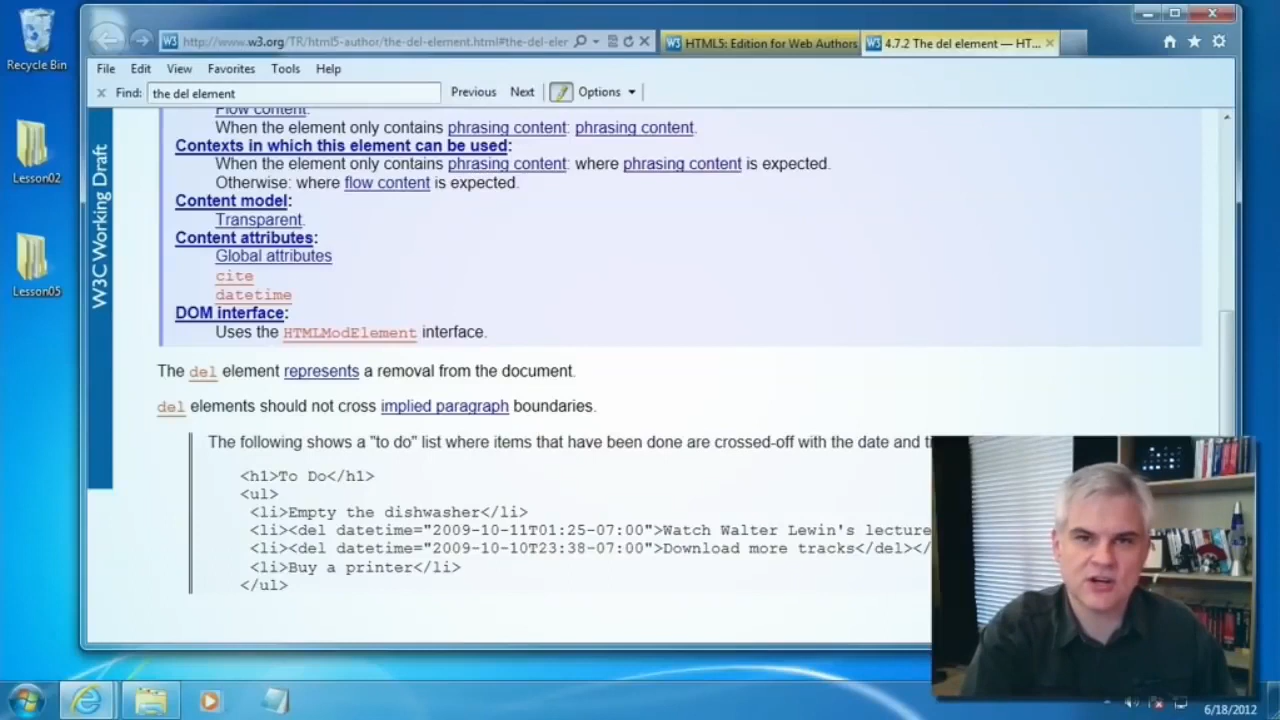 Recycle Bin
Lesson02
Lesson05
http://www.w3.org/TR/html5-author/the-del-element.html#the-del-eler
HTML5: Edition for Web Authors
4.7.2 The del element — HT...
File Edit View Favorites Tools Help
Find: the del element Previous Next Options
W3C Working Draft
Flow content.
When the element only contains phrasing content: phrasing content.
Contexts in which this element can be used:
When the element only contains phrasing content: where phrasing content is expected.
Otherwise: where flow content is expected.
Content model:
Transparent.
Content attributes:
Global attributes
cite
datetime
DOM interface:
Uses the HTMLModElement interface.
The del element represents a removal from the document.
del elements should not cross implied paragraph boundaries.
The following shows a "to do" list where items that have been done are crossed-off with the date and
<h1>To Do</h1>
<ul>
<li>Empty the dishwasher</li>
<li><del datetime="2009-10-11T01:25-07:00">Watch Walter Lewin's lecture
<li><del datetime="2009-10-10T23:38-07:00">Download more tracks</del></
<li>Buy a printer</li>
</ul>
6/18/2012